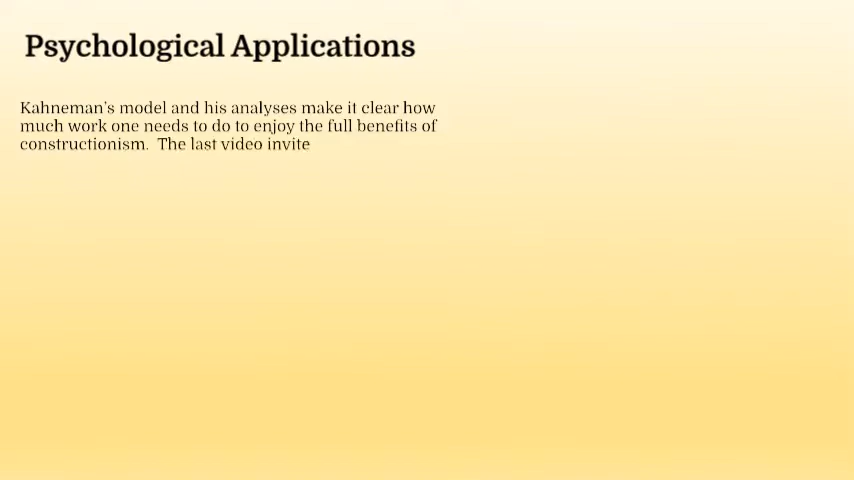 Psychological Applications
Kahneman's model and his analyses make it clear how
much work one needs to do to enjoy the full benefits of
constructionism.  The last video invite